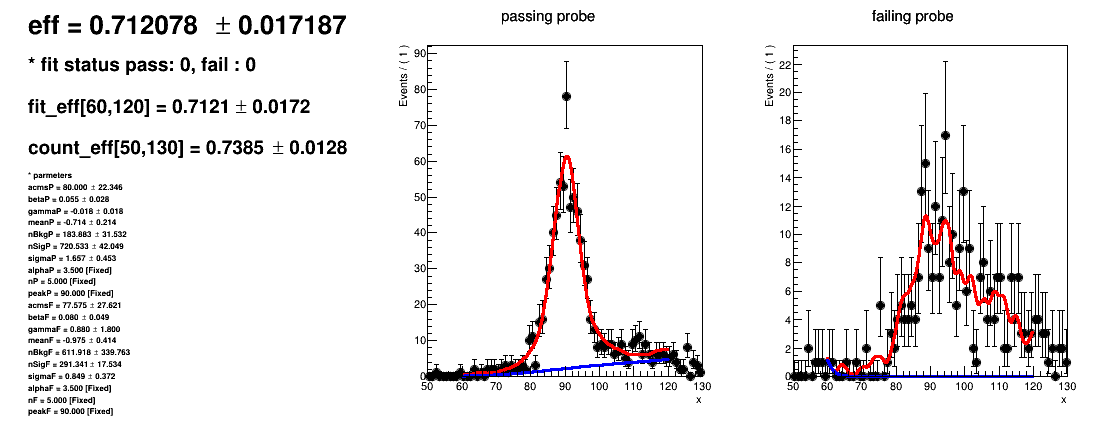 eff = 0.712078 ± 0.017187
* fit status pass: 0, fail : 0
fit_eff[60,120] = 0.7121 ± 0.0172
count_eff[50,130] = 0.7385 ± 0.0128
* parmeters
acmsP = 80.000 ± 22.346
betaP = 0.055 ± 0.028
gammaP = -0.018 ± 0.018
meanP = -0.714 ± 0.214
nBkgP = 183.883 ± 31.532
nSigP = 720.533 ± 42.049
sigmaP = 1.657 ± 0.453
alphaP = 3.500 [Fixed]
nP = 5.000 [Fixed]
peakP = 90.000 [Fixed]
acmsF = 77.575 ± 27.621
betaF = 0.080 ± 0.049
gammaF = 0.880 ± 1.800
meanF = -0.975 ± 0.414
nBkgF = 611.918 ± 339.763
nSigF = 291.341 ± 17.534
sigmaF = 0.849 ± 0.372
alphaF = 3.500 [Fixed]
nF = 5.000 [Fixed]
peakF = 90.000 [Fixed]
passing probe
Events / ( 1 )
90
80
70
60
50
40
30
20
10
0
50 60 70 80 90 100 110 120 130
x
failing probe
Events / ( 1 )
22
20
18
16
14
12
10
8
6
4
2
0
50 60 70 80 90 100 110 120 130
x